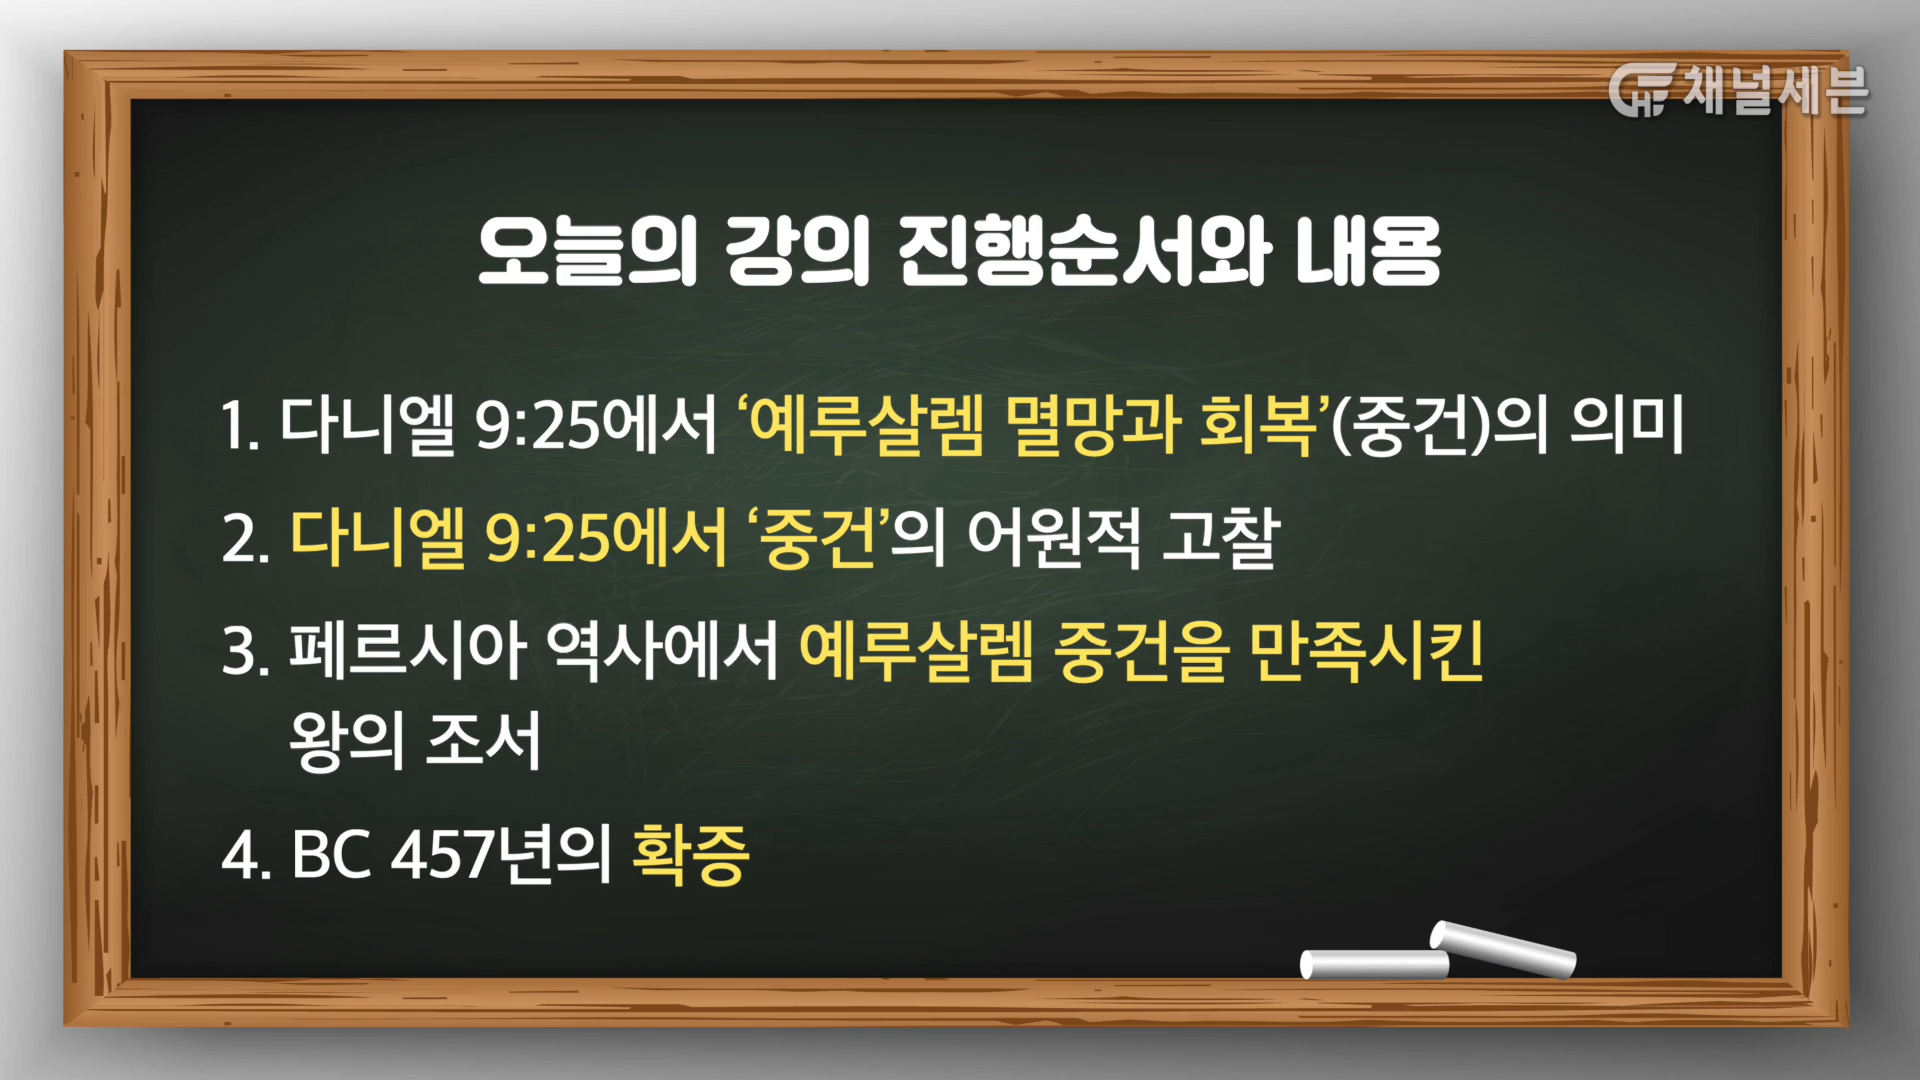 채널세븐
오늘의 강의 진행순서와 내용
1. 다니엘 9:25에서 ‘예루살렘 멸망과 회복’(중건)의 의미
2. 다니엘 9:25에서 ‘중건’의 어원적 고찰
3. 페르시아 역사에서 예루살렘 중건을 만족시킨
왕의 조서
4. BC 457년의 확증